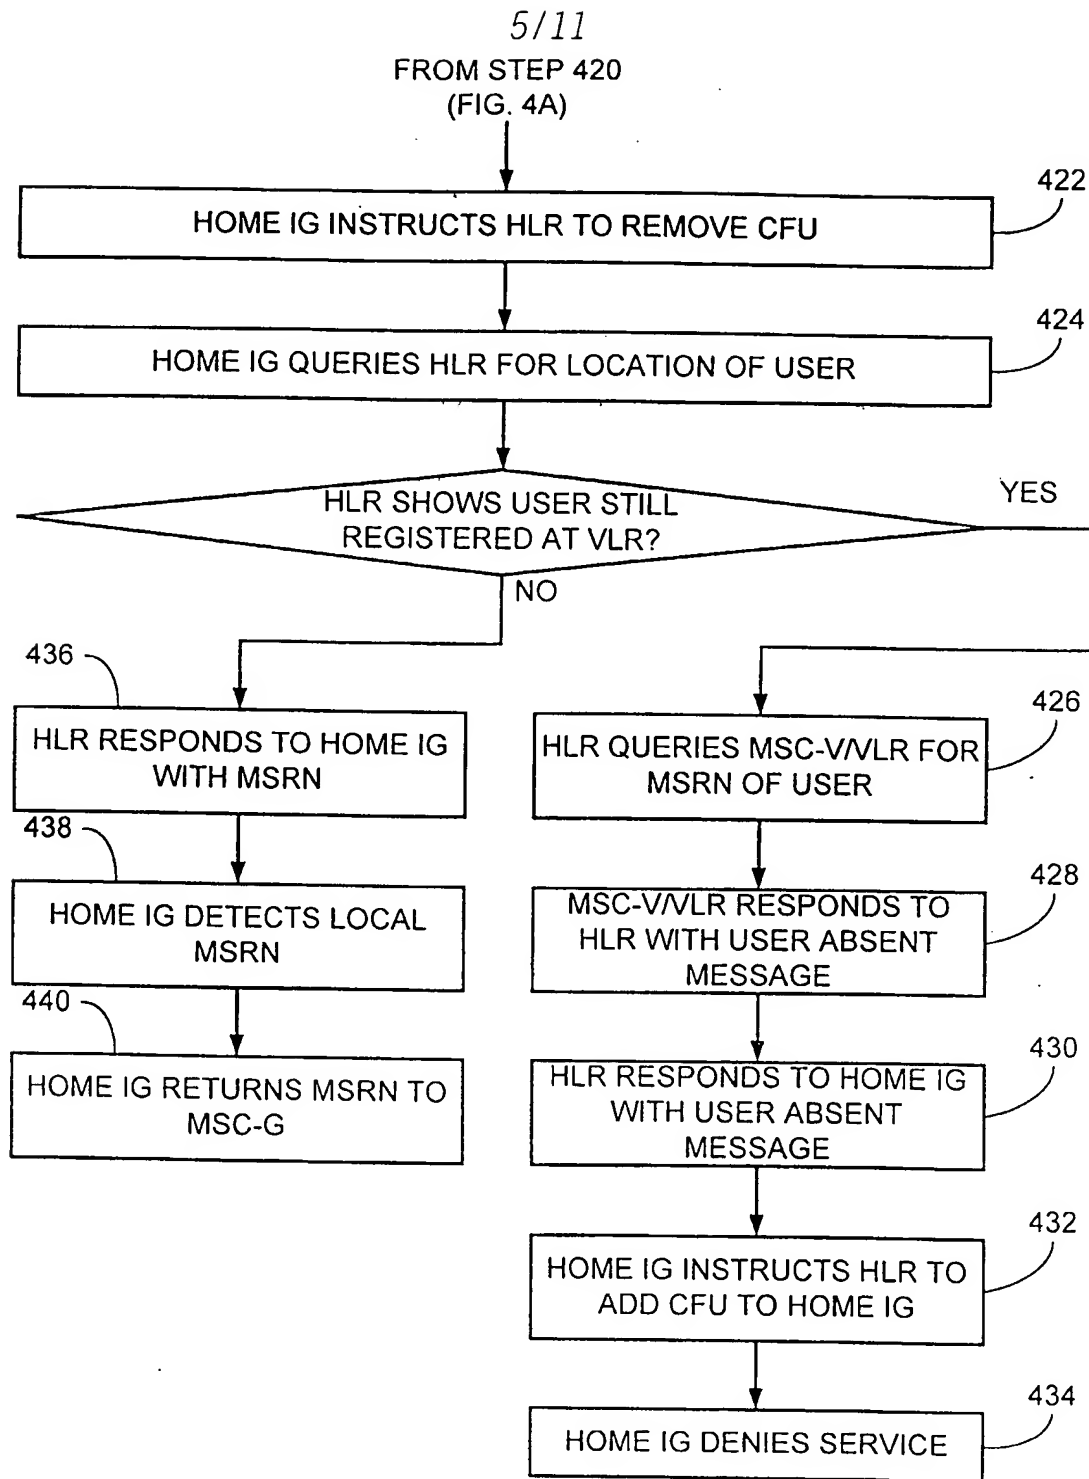 5/11
FROM STEP 420
(FIG. 4A)
422
HOME IG INSTRUCTS HLR TO REMOVE CFU
424
HOME IG QUERIES HLR FOR LOCATION OF USER
HLR SHOWS USER STILL
REGISTERED AT VLR?
YES
NO
436
HLR RESPONDS TO HOME IG
WITH MSRN
438
HOME IG DETECTS LOCAL
MSRN
440
HOME IG RETURNS MSRN TO
MSC-G
426
HLR QUERIES MSC-V/VLR FOR
MSRN OF USER
428
MSC-V/VLR RESPONDS TO
HLR WITH USER ABSENT
MESSAGE
430
HLR RESPONDS TO HOME IG
WITH USER ABSENT
MESSAGE
432
HOME IG INSTRUCTS HLR TO
ADD CFU TO HOME IG
434
HOME IG DENIES SERVICE